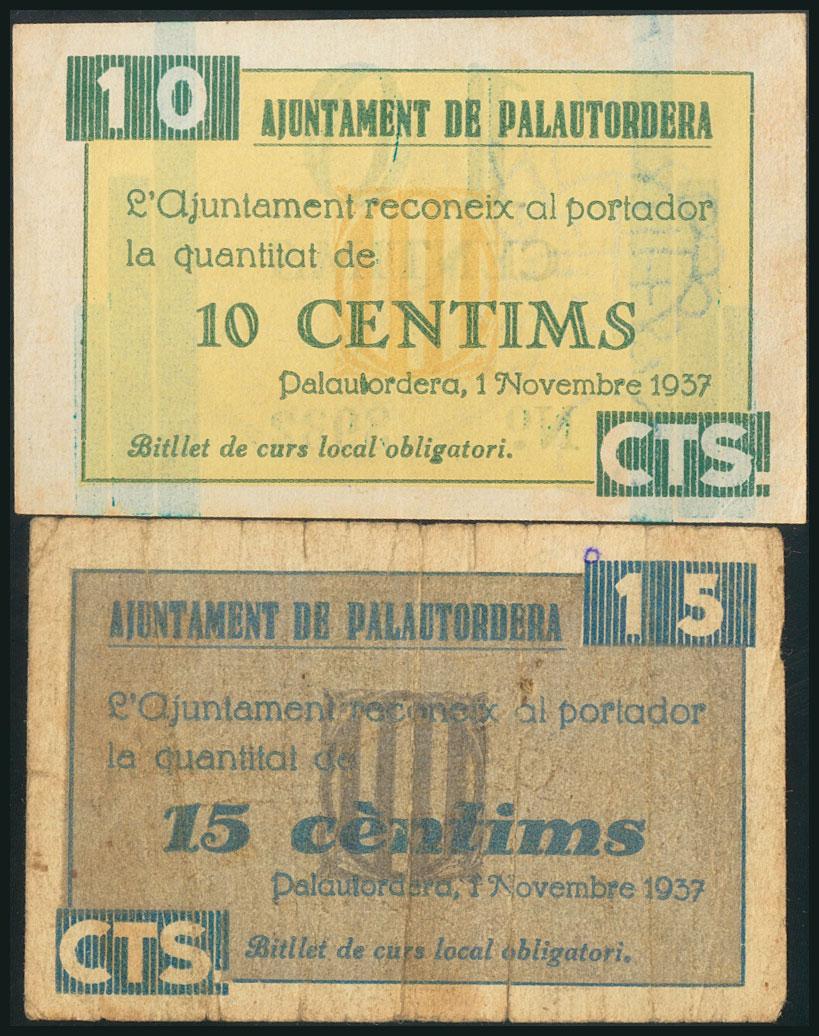 10
AJUNTAMENT DE PALAUTORDERA
L'Ajuntament reconeix al portador
la quantitat de
10 CENTIMS
Palautordera, 1 Novembre 1937
Bitllet de curs local obligatori.
CTS.
15
AJUNTAMENT DE PALAUTORDERA
L'Ajuntament reconeix al portador
la quantitat de
15 cèntims
Palautordera, 1 Novembre 1937
CTS.
Bitllet de curs local obligatori.